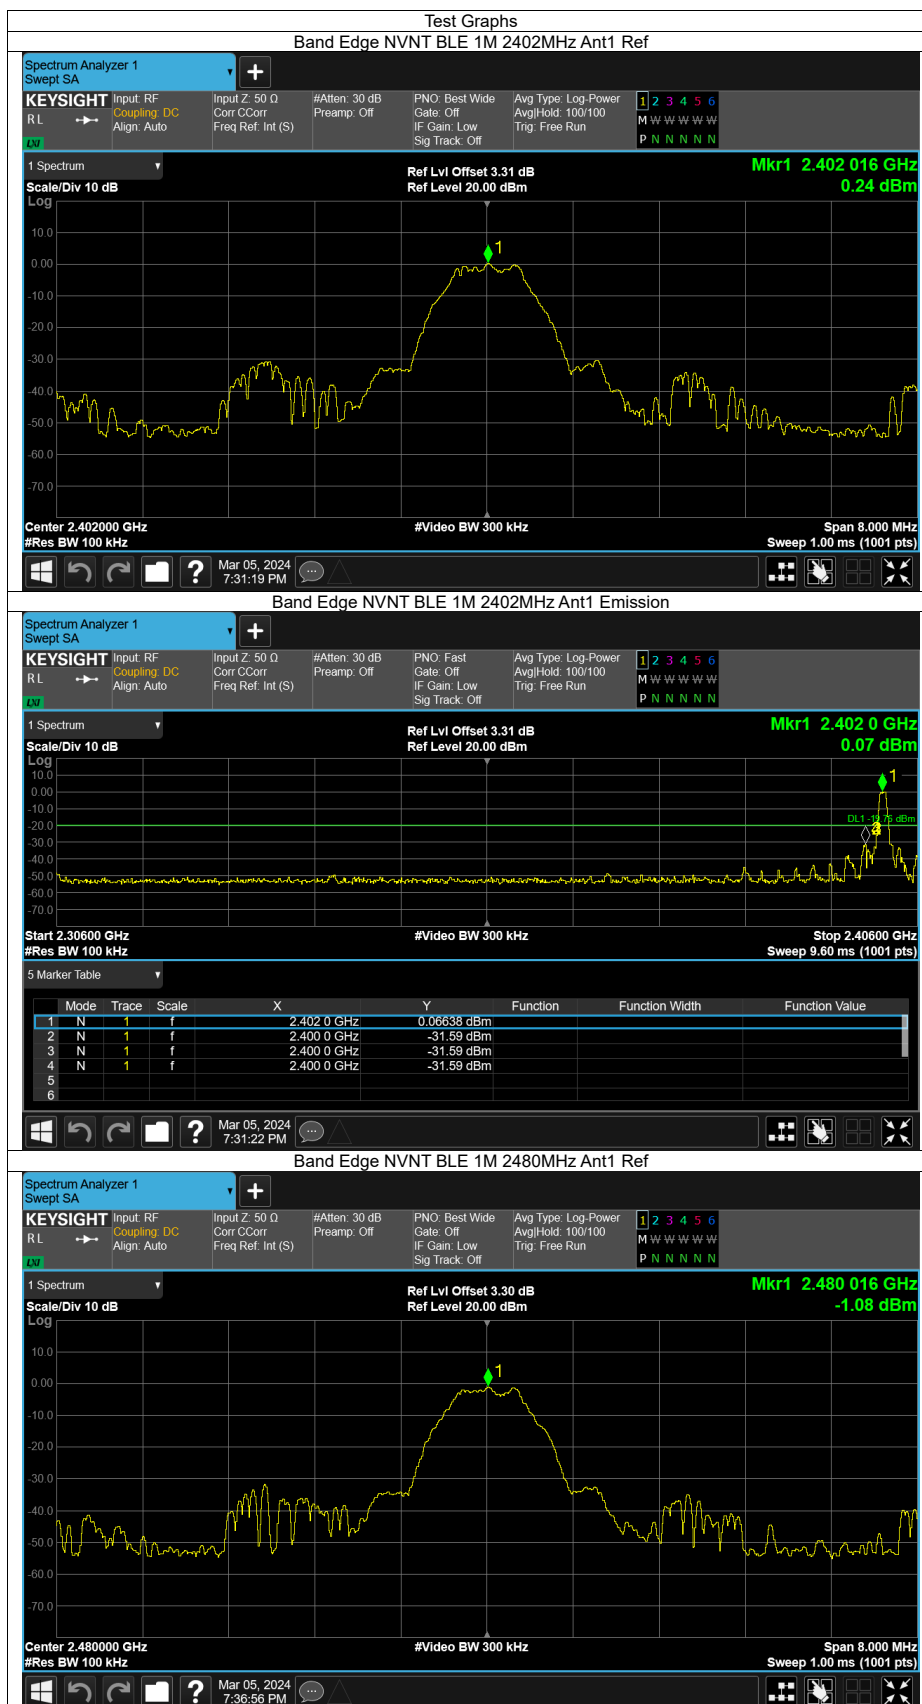 Test Graphs
Band Edge NVNT BLE 1M 2402MHz Ant1 Ref
Spectrum Analyzer 1
Swept SA
KEYSIGHT Input: RF Input Z: 50 Ω #Atten: 30 dB PNO: Best Wide Avg Type: Log-Power 1 2 3 4 5 6
RL Coupling: DC Corr CCorr Preamp: Off Gate: Off Avg|Hold: 100/100 M W W W W W
Align: Auto Freq Ref: Int (S) IF Gain: Low Trig: Free Run
LXI Sig Track: Off P N N N N N
1 Spectrum Ref Lvl Offset 3.31 dB Mkr1 2.402 016 GHz
Scale/Div 10 dB Ref Level 20.00 dBm 0.24 dBm
Log
1
10.0
0.00
-10.0
-20.0
-30.0
-40.0
-50.0
-60.0
-70.0
Center 2.402000 GHz #Video BW 300 kHz Span 8.000 MHz
#Res BW 100 kHz Sweep 1.00 ms (1001 pts)
? Mar 05, 2024
7:31:19 PM
Band Edge NVNT BLE 1M 2402MHz Ant1 Emission
Spectrum Analyzer 1
Swept SA
KEYSIGHT Input: RF Input Z: 50 Ω #Atten: 30 dB PNO: Fast Avg Type: Log-Power 1 2 3 4 5 6
RL Coupling: DC Corr CCorr Preamp: Off Gate: Off Avg|Hold: 100/100 M W W W W W
Align: Auto Freq Ref: Int (S) IF Gain: Low Trig: Free Run
LXI Sig Track: Off P N N N N N
1 Spectrum Ref Lvl Offset 3.31 dB Mkr1 2.402 0 GHz
Scale/Div 10 dB Ref Level 20.00 dBm 0.07 dBm
Log
10.0 1
0.00
-10.0
DL1 -19.76 dBm
-20.0
-30.0
-40.0
-50.0
-60.0
-70.0
Start 2.30600 GHz #Video BW 300 kHz Stop 2.40600 GHz
#Res BW 100 kHz Sweep 9.60 ms (1001 pts)
5 Marker Table
Mode Trace Scale X Y Function Function Width Function Value
1 N 1 f 2.402 0 GHz 0.06638 dBm
2 N 1 f 2.400 0 GHz -31.59 dBm
3 N 1 f 2.400 0 GHz -31.59 dBm
4 N 1 f 2.400 0 GHz -31.59 dBm
5
6
? Mar 05, 2024
7:31:22 PM
Band Edge NVNT BLE 1M 2480MHz Ant1 Ref
Spectrum Analyzer 1
Swept SA
KEYSIGHT Input: RF Input Z: 50 Ω #Atten: 30 dB PNO: Best Wide Avg Type: Log-Power 1 2 3 4 5 6
RL Coupling: DC Corr CCorr Preamp: Off Gate: Off Avg|Hold: 100/100 M W W W W W
Align: Auto Freq Ref: Int (S) IF Gain: Low Trig: Free Run
LXI Sig Track: Off P N N N N N
1 Spectrum Ref Lvl Offset 3.30 dB Mkr1 2.480 016 GHz
Scale/Div 10 dB Ref Level 20.00 dBm -1.08 dBm
Log
10.0
1
0.00
-10.0
-20.0
-30.0
-40.0
-50.0
-60.0
-70.0
Center 2.480000 GHz #Video BW 300 kHz Span 8.000 MHz
#Res BW 100 kHz Sweep 1.00 ms (1001 pts)
? Mar 05, 2024
7:36:56 PM